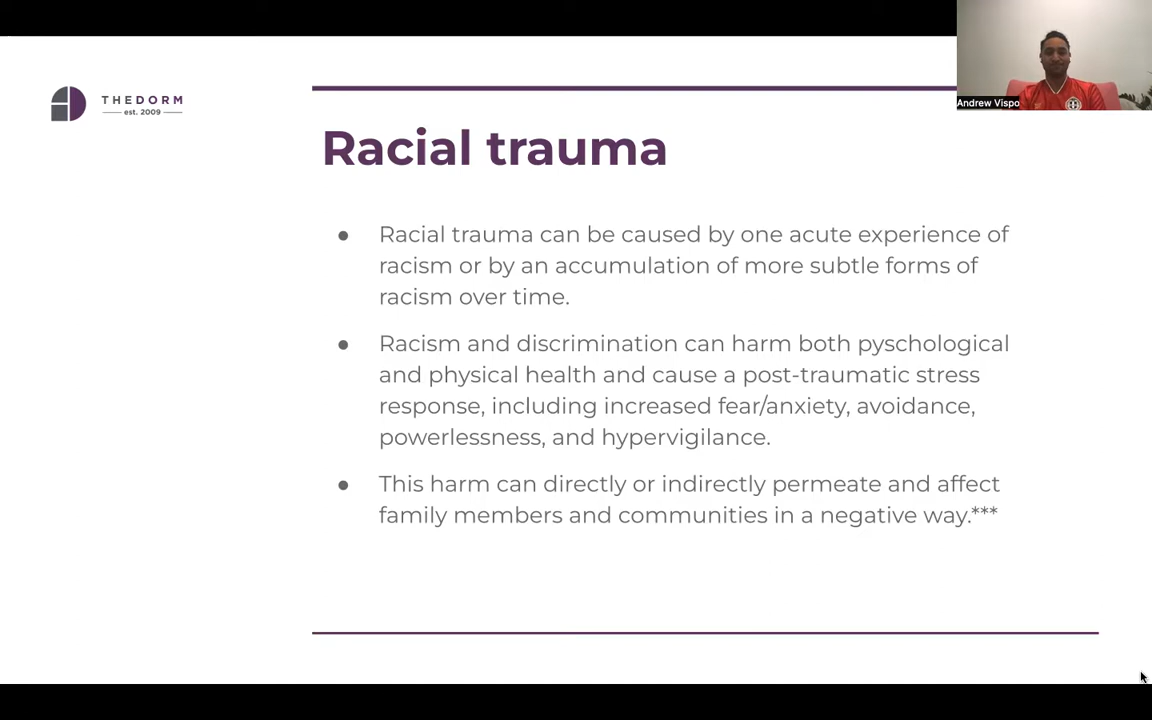 THEDORM
est. 2009
Andrew Vispo
Racial trauma
● Racial trauma can be caused by one acute experience of
racism or by an accumulation of more subtle forms of
racism over time.
● Racism and discrimination can harm both pyschological
and physical health and cause a post-traumatic stress
response, including increased fear/anxiety, avoidance,
powerlessness, and hypervigilance.
● This harm can directly or indirectly permeate and affect
family members and communities in a negative way.***